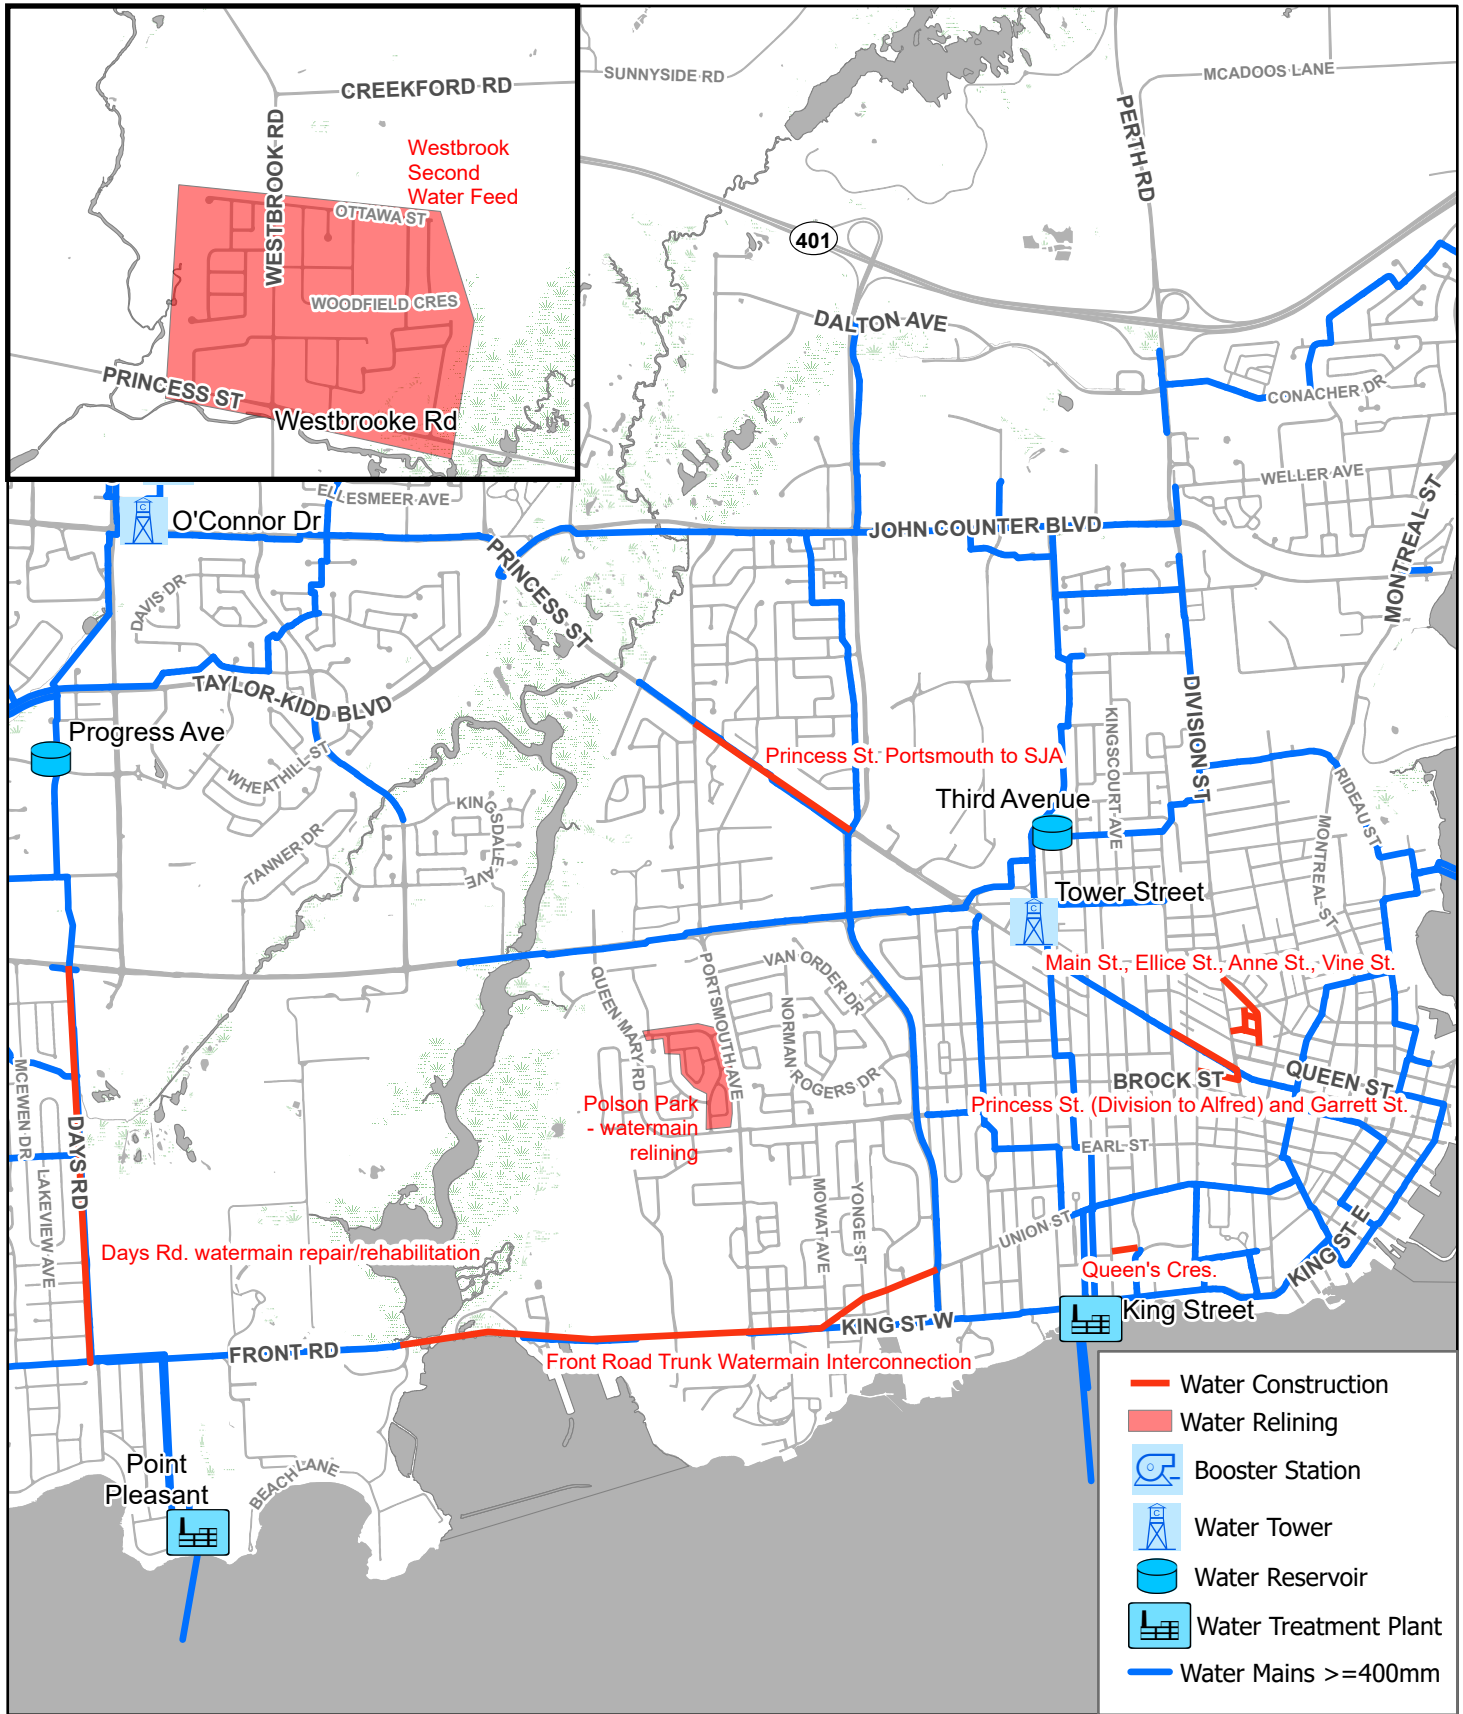 CREEKFORD RD
WESTBROOK RD
Westbrook
Second
Water Feed
OTTAWA ST
WOODFIELD CRES
PRINCESS ST
Westbrooke Rd
SUNNYSIDE RD
MCADOOS LANE
PERTH RD
401
DALTON AVE
CONACHER DR
WELLER AVE
MONTREAL ST
ELLESMEER AVE
O'Connor Dr
JOHN COUNTER BLVD
PRINCESS ST
DAVIS DR
TAYLOR-KIDD BLVD
DIVISION ST
Progress Ave
WHEATHILL ST
KINGSCOURT AVE
Princess St. Portsmouth to SJA
RIDEAU ST
Third Avenue
KINGSDALE AVE
TANNER DR
MONTREAL ST
Tower Street
Main St., Ellice St., Anne St., Vine St.
QUEEN MARY RD
PORTSMOUTH AVE
VAN ORDER DR
NORMAN ROGERS DR
MCEWEN DR
DAYS RD
LAKEVIEW AVE
BROCK ST
QUEEN ST
Polson Park
- watermain
relining
Princess St. (Division to Alfred) and Garrett St.
EARL ST
MOWAT AVE
YONGE ST
UNION ST
Days Rd. watermain repair/rehabilitation
Queen's Cres.
KING ST E
King Street
KING ST W
FRONT RD
Front Road Trunk Watermain Interconnection
Point
Pleasant
BEACH LANE
Water Construction
Water Relining
C
Booster Station
Water Tower
Water Reservoir
Water Treatment Plant
Water Mains >=400mm